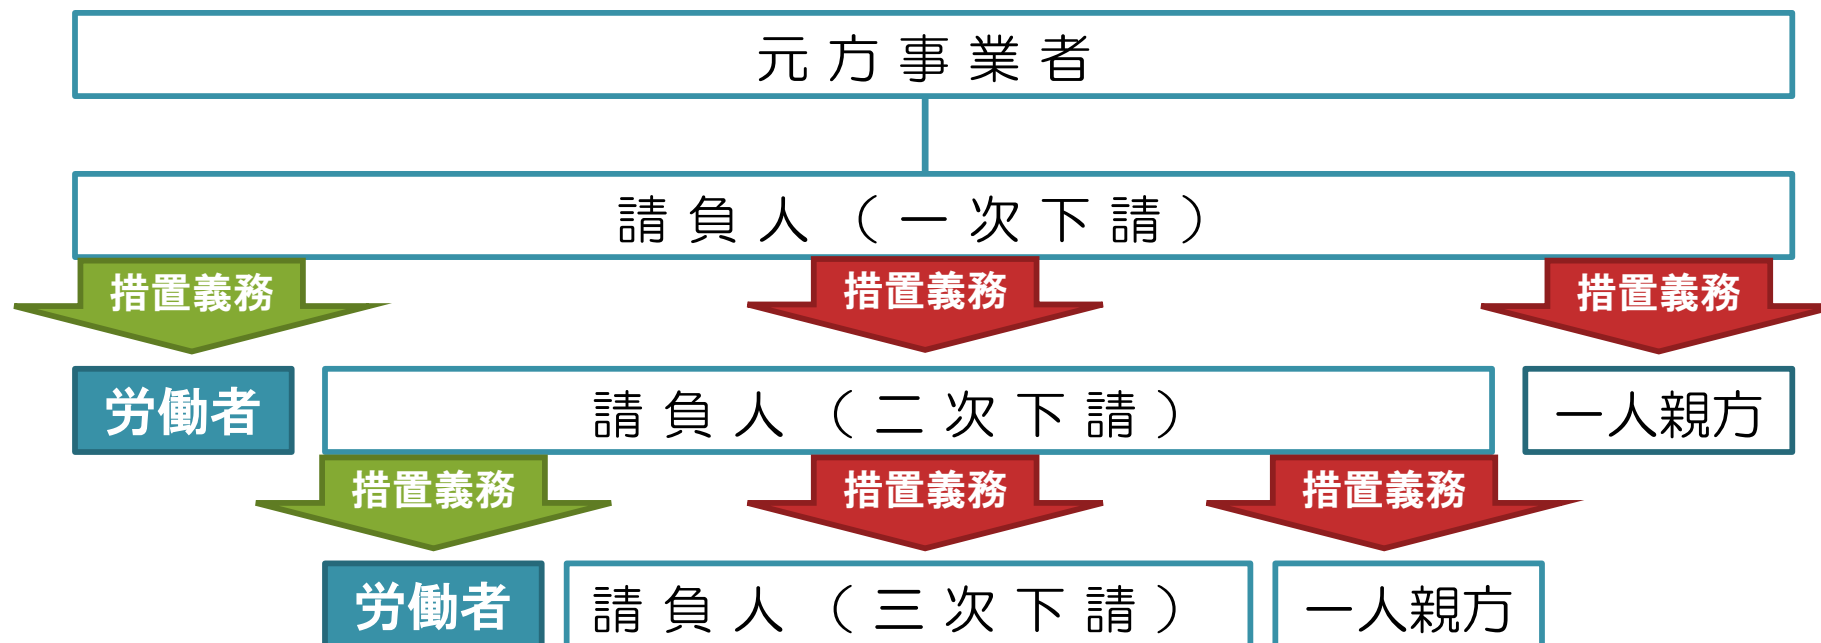 元方事業者
請負人（一次下請）
措置義務 措置義務 措置義務
労働者 請負人（二次下請） 一人親方
措置義務 措置義務 措置義務
労働者 請負人（三次下請） 一人親方